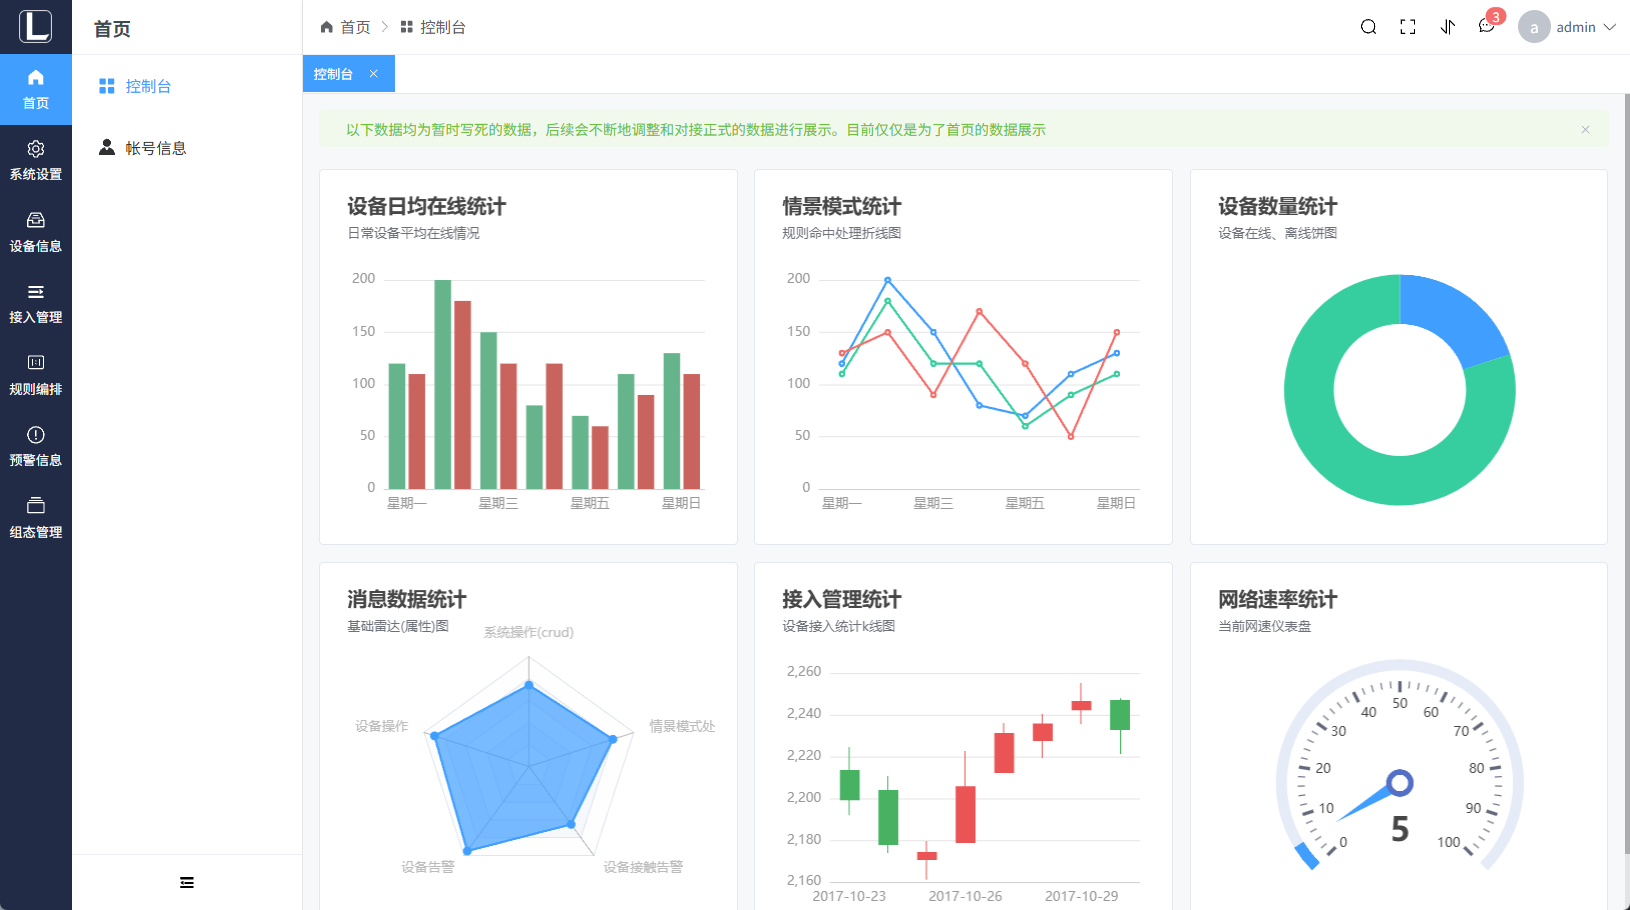 L
首页
首页
控制台
3
a
admin
首页
系统设置
设备信息
接入管理
规则编排
预警信息
组态管理
控制台
帐号信息
控制台
以下数据均为暂时写死的数据，后续会不断地调整和对接正式的数据进行展示。目前仅仅是为了首页的数据展示
设备日均在线统计
日常设备平均在线情况
200
150
100
50
0
星期一
星期三
星期五
星期日
情景模式统计
规则命中处理折线图
200
150
100
50
0
星期一
星期三
星期五
星期日
设备数量统计
设备在线、离线饼图
消息数据统计
基础雷达(属性)图
系统操作(crud)
设备操作
情景模式处
设备告警
设备接触告警
接入管理统计
设备接入统计k线图
2,260
2,240
2,220
2,200
2,180
2,160
2017-10-23
2017-10-26
2017-10-29
网络速率统计
当前网速仪表盘
0
10
20
30
40
50
60
70
80
90
100
5